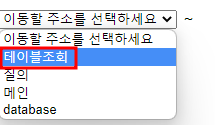 이동할 주소를 선택하세요 ~
이동할 주소를 선택하세요
테이블조회
질의
메인
database